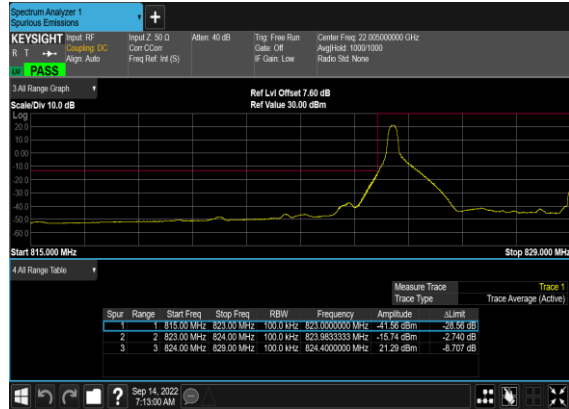 Spectrum Analyzer 1
Spurious Emissions
+
KEYSIGHT Input: RF Input Z: 50 Ω Atten: 40 dB Trig: Free Run Center Freq: 22.005000000 GHz
R T Coupling: DC Corr CCorr Gate: Off Avg|Hold: 1000/1000
Align: Auto Freq Ref: Int (S) IF Gain: Low Radio Std: None
PASS
3 All Range Graph
Ref Lvl Offset 7.60 dB
Scale/Div 10.0 dB Ref Value 30.00 dBm
Log
20.0
10.0
0.00
-10.0
-20.0
-30.0
-40.0
-50.0
-60.0
Start 815.000 MHz Stop 829.000 MHz
4 All Range Table
Measure Trace Trace 1
Trace Type Trace Average (Active)
Spur Range Start Freq Stop Freq RBW Frequency Amplitude ΔLimit
1 1 815.00 MHz 823.00 MHz 100.0 kHz 823.0000000 MHz -41.56 dBm -28.56 dB
2 2 823.00 MHz 824.00 MHz 100.0 kHz 823.9833333 MHz -15.74 dBm -2.740 dB
3 3 824.00 MHz 829.00 MHz 100.0 kHz 824.4000000 MHz 21.29 dBm -8.707 dB
? Sep 14, 2022
7:13:00 AM